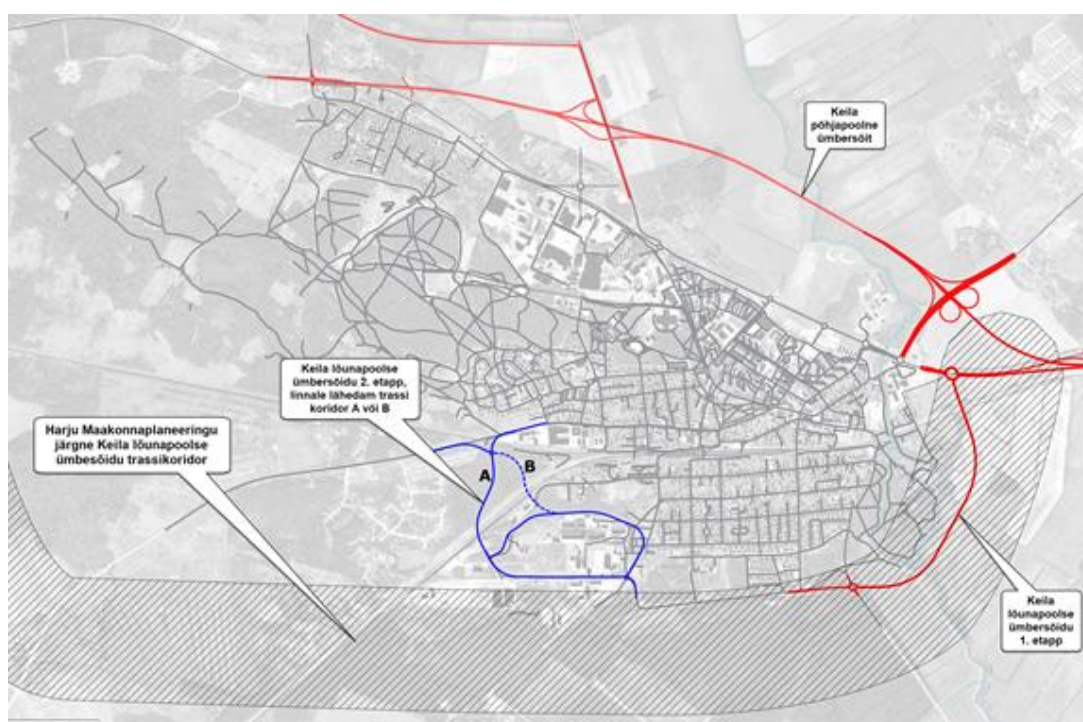 Keila
põhjapoolne
ümbersõit
Keila lõunapoolse
ümbersõidu 2. etapp,
linnale lähedam trassi
koridor A või B
Harju Maakonnaplaneeringu
järgne Keila lõunapoolse
ümbesõidu trassikoridor
A
B
Keila
lõunapoolse
ümbersõidu
1. etapp